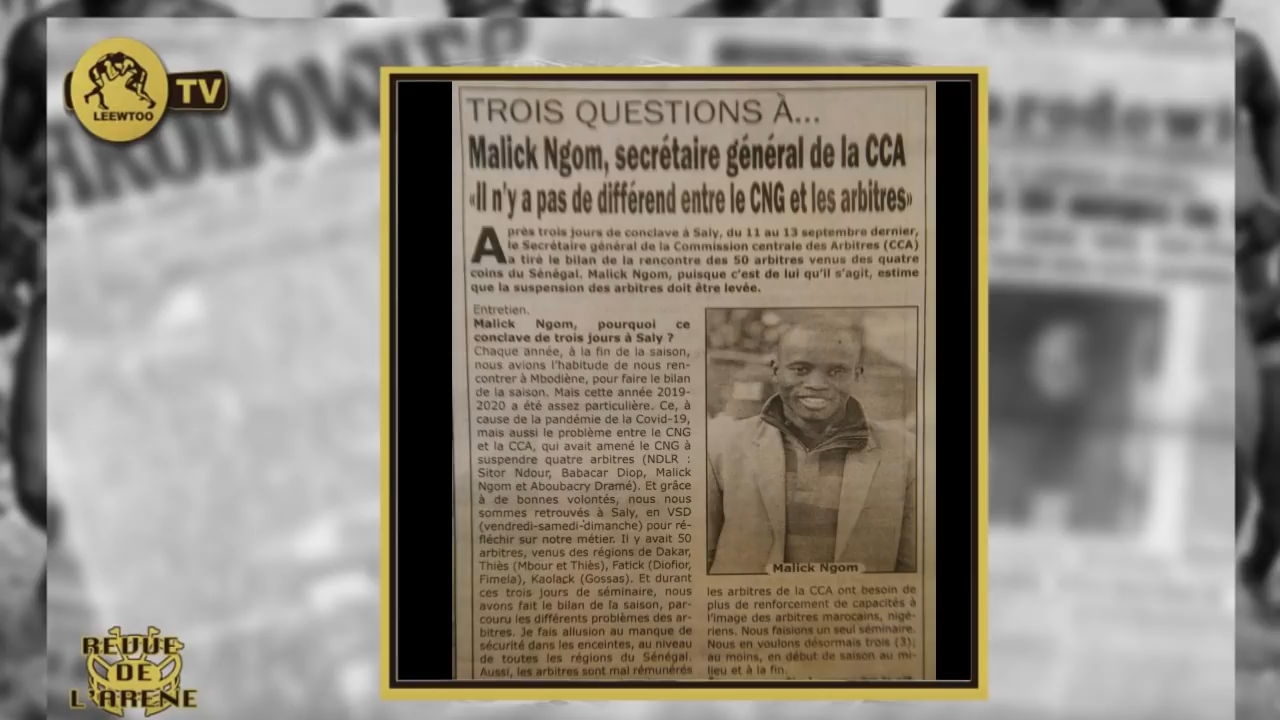 LEEWTOO
TV
TROIS QUESTIONS À...
Malick Ngom, secrétaire général de la CCA
«Il n'y a pas de différend entre le CNG et les arbitres»
Après trois jours de conclave à Saly, du 11 au 13 septembre dernier,
le Secrétaire général de la Commission centrale des Arbitres (CCA)
a tiré le bilan de la rencontre des 50 arbitres venus des quatre
coins du Sénégal. Malick Ngom, puisque c'est de lui qu'il s'agit, estime
que la suspension des arbitres doit être levée.
Entretien.
Malick Ngom, pourquoi ce
conclave de trois jours à Saly ?
Chaque année, à la fin de la saison,
nous avions l'habitude de nous ren-
contrer à Mbodiène, pour faire le bilan
de la saison. Mais cette année 2019-
2020 a été assez particulière. Ce, à
cause de la pandémie de la Covid-19,
mais aussi le problème entre le CNG
et la CCA, qui avait amené le CNG à
suspendre quatre arbitres (NDLR :
Sitor Ndour, Babacar Diop, Malick
Ngom et Aboubacry Dramé). Et grâce
à de bonnes volontés, nous nous
sommes retrouvés à Saly, en VSD
(vendredi-samedi-dimanche) pour ré-
fléchir sur notre métier. Il y avait 50
arbitres, venus des régions de Dakar,
Thiès (Mbour et Thiès), Fatick (Diofior,
Fimela), Kaolack (Gossas). Et durant
ces trois jours de séminaire, nous
avons fait le bilan de la saison, par-
couru les différents problèmes des ar-
bitres. Je fais allusion au manque de
sécurité dans les enceintes, au niveau
de toutes les régions du Sénégal.
Aussi, les arbitres sont mal rémunérés
Malick Ngom
les arbitres de la CCA ont besoin de
plus de renforcement de capacités à
l'image des arbitres marocains, nigé-
riens. Nous faisions un seul séminaire.
Nous en voulons désormais trois (3);
au moins, en début de saison au mi-
lieu et à la fin.
REVUE
DE
L'ARENE